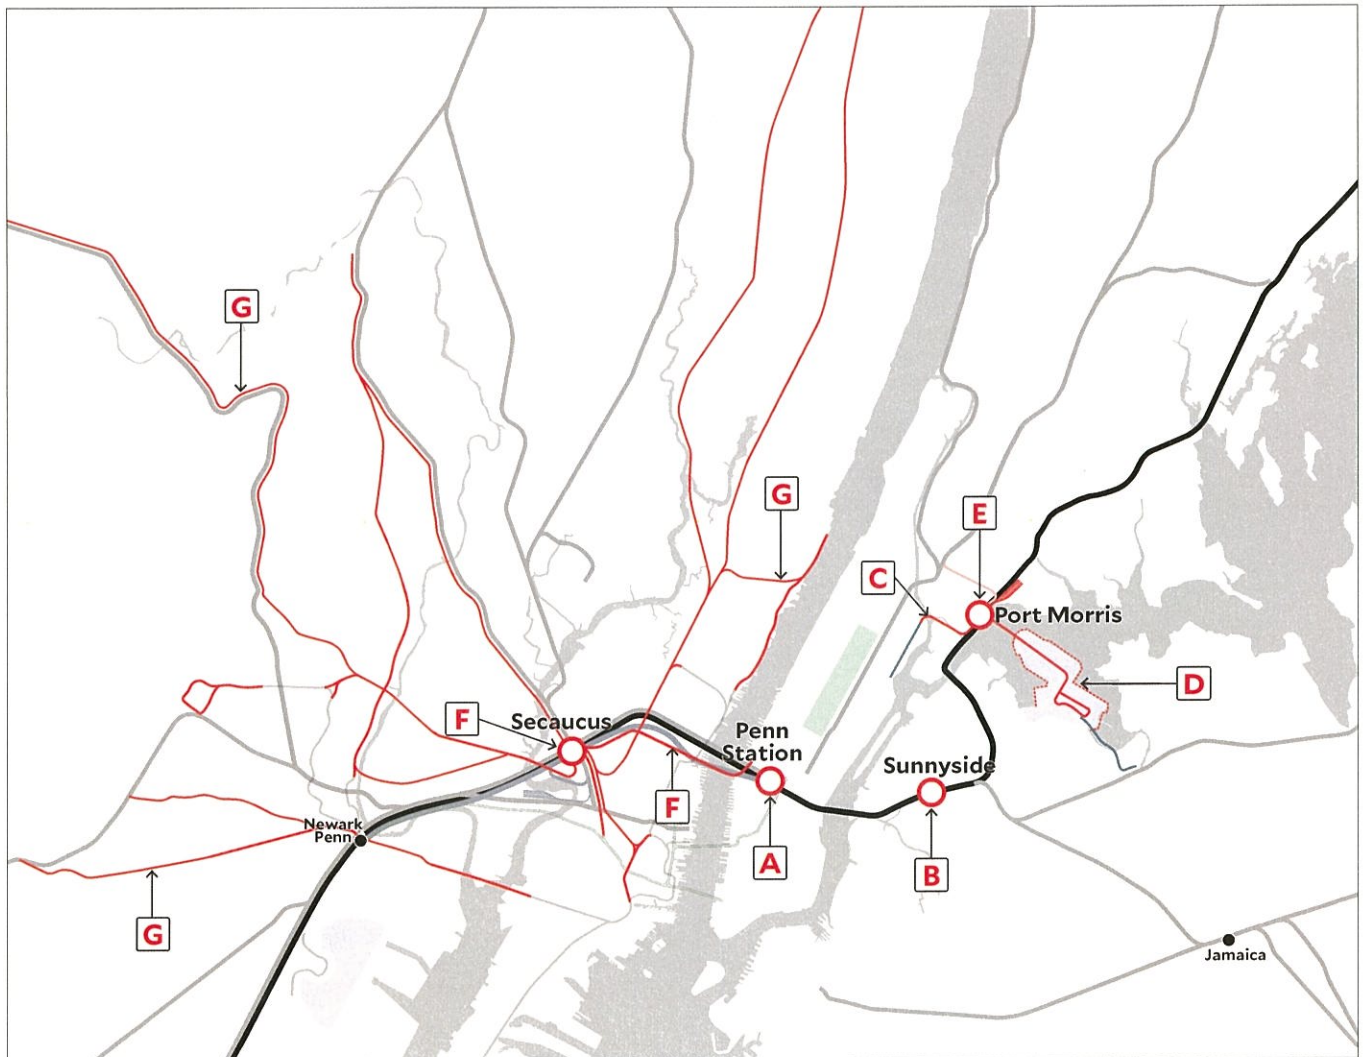 G
G
E
C
Port Morris
D
F
Secaucus
Penn
Station
Sunnyside
F
Newark
Penn
A
B
G
Jamaica